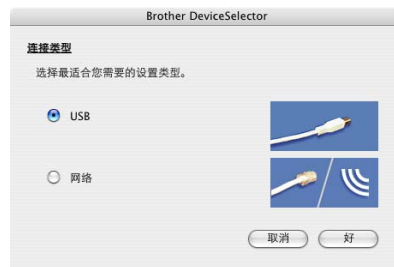 Brother DeviceSelector
连接类型
选择最适合您需要的设置类型。
USB
网络
取消 好